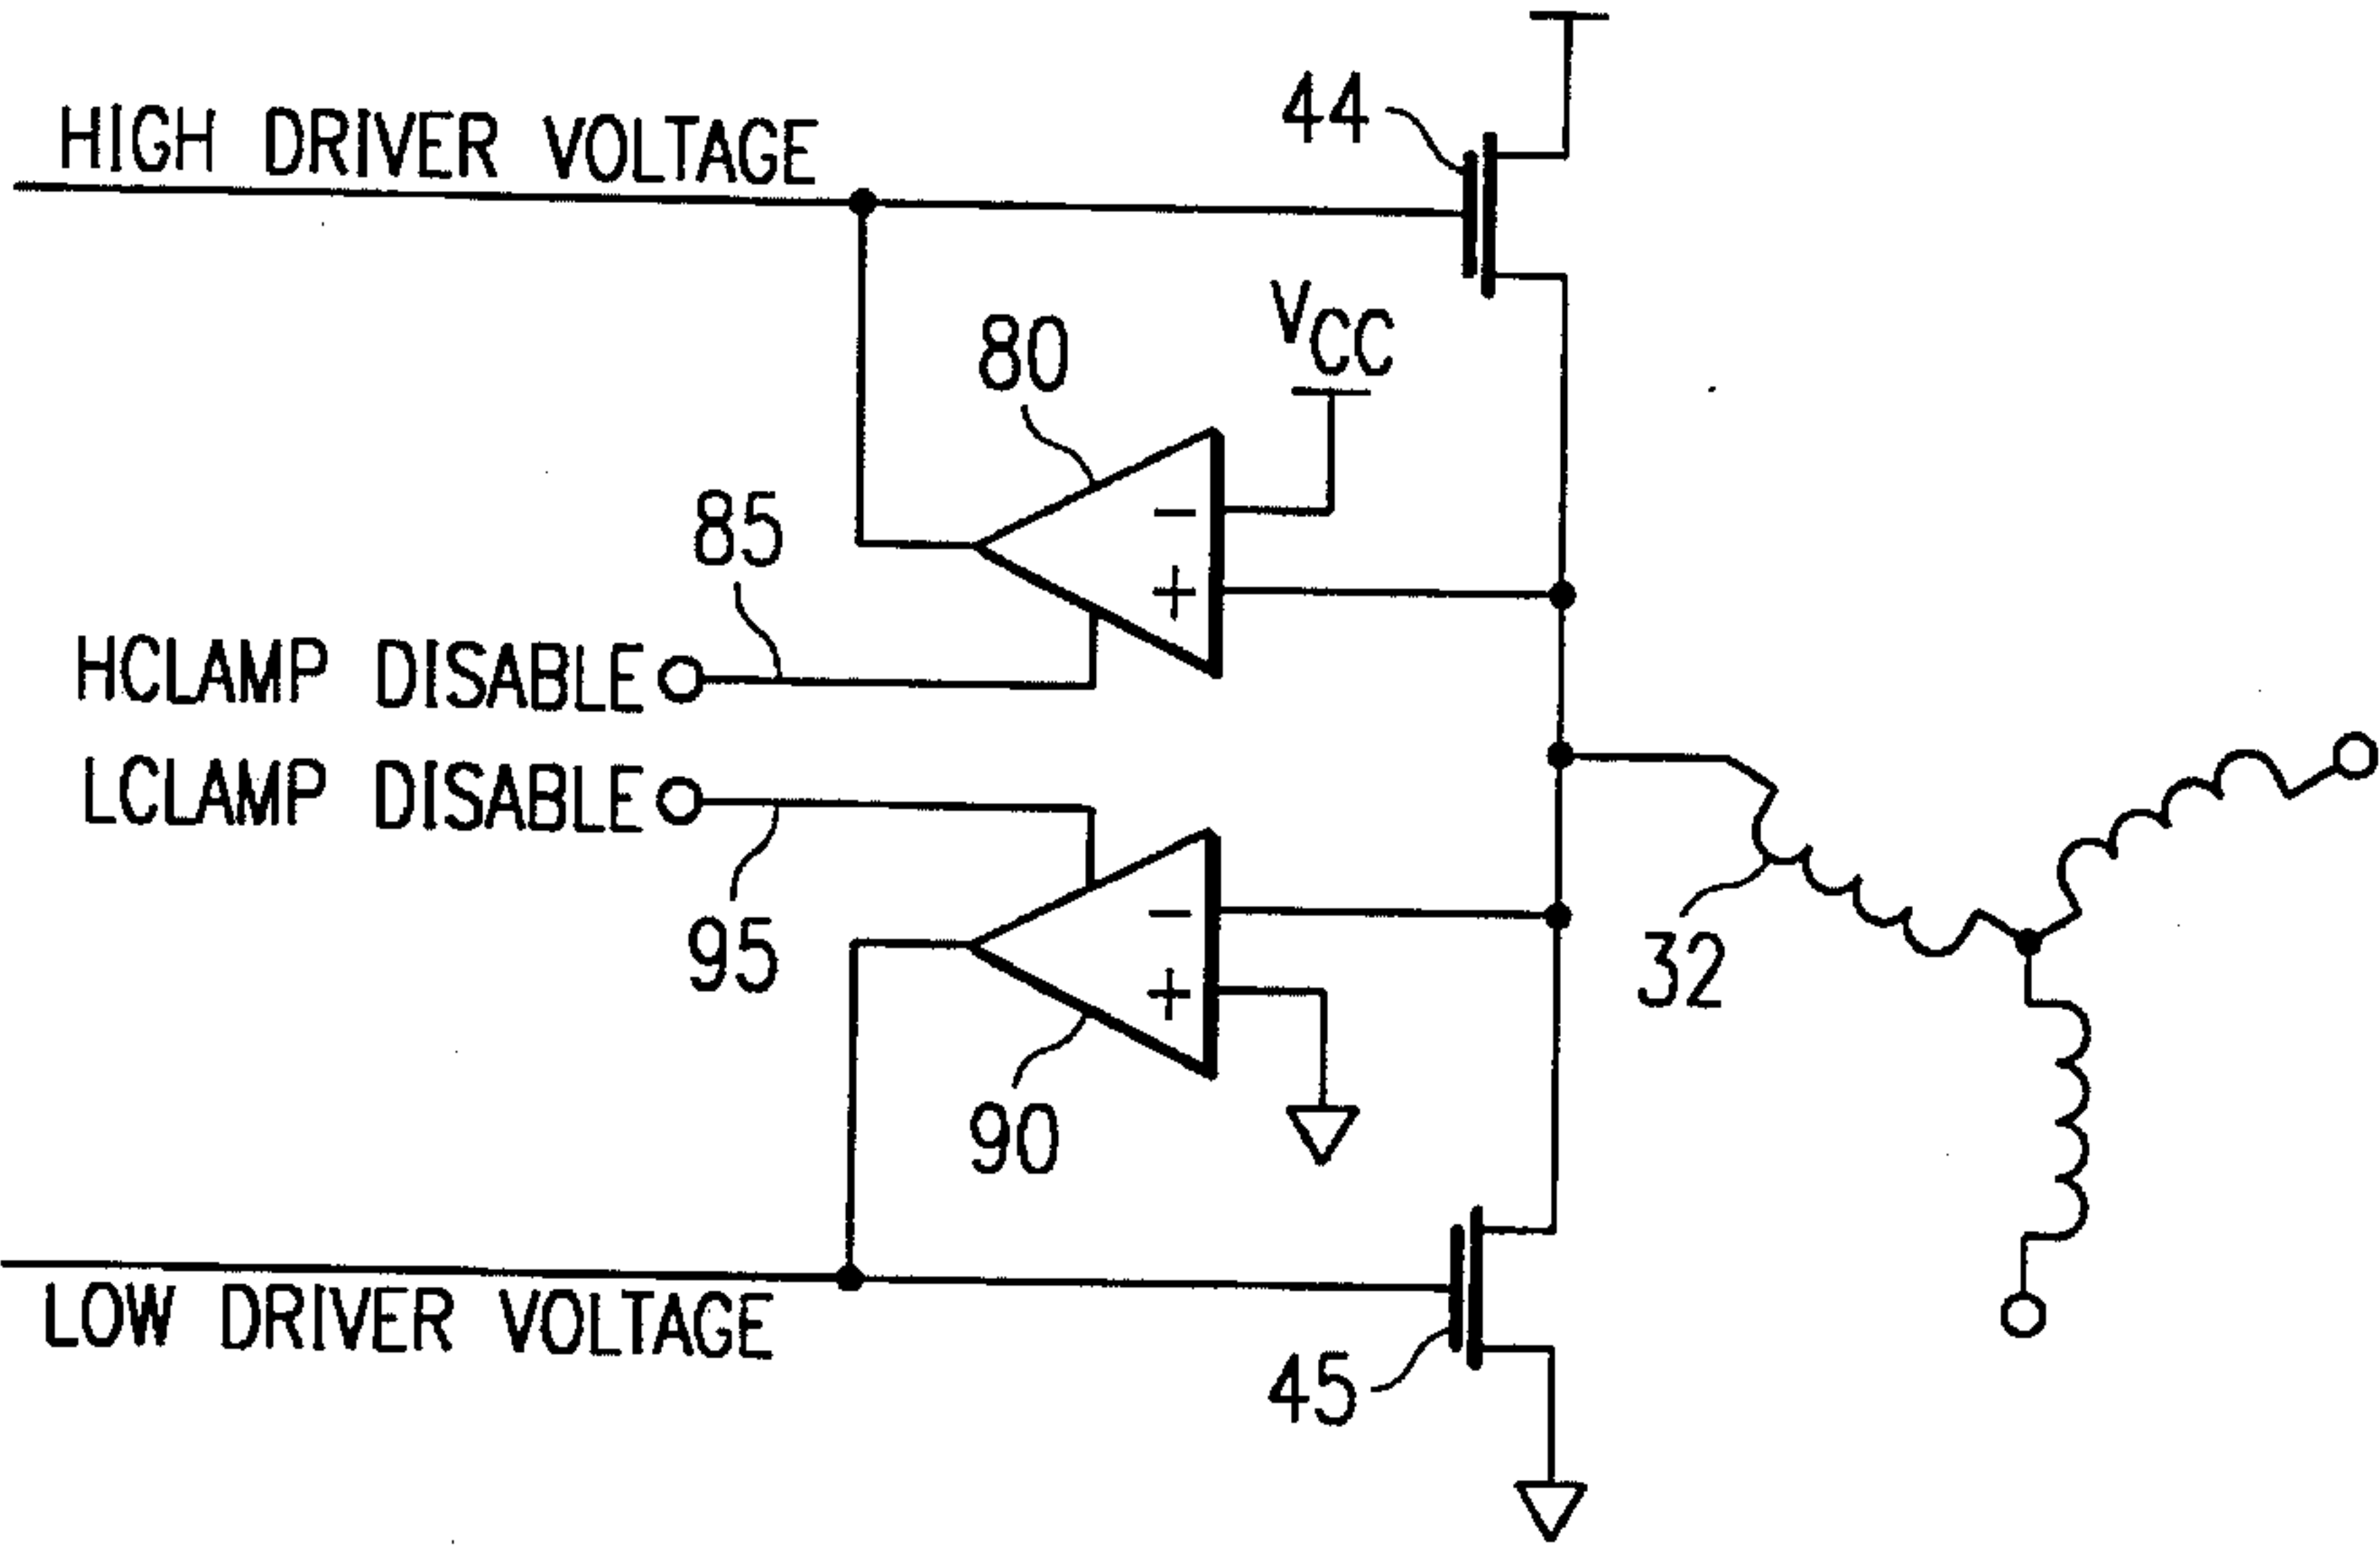 HIGH DRIVER VOLTAGE
44
VCC
80
85
−
+
HCLAMP DISABLE
LCLAMP DISABLE
−
95
+
32
90
LOW DRIVER VOLTAGE
45